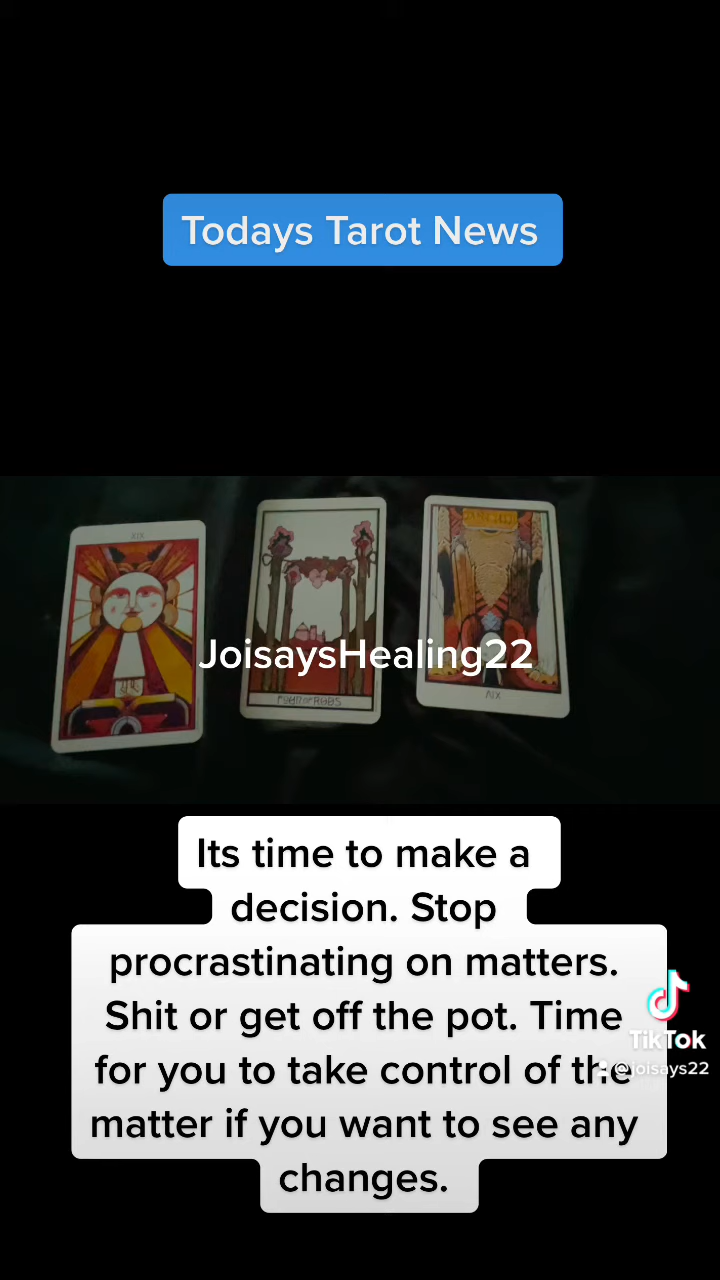 Todays Tarot News
XIX
FOUR OF RODS
XIV
JoisaysHealing22
Its time to make a
decision. Stop
procrastinating on matters.
Shit or get off the pot. Time
for you to take control of the
matter if you want to see any
changes.
TikTok
@joisays22